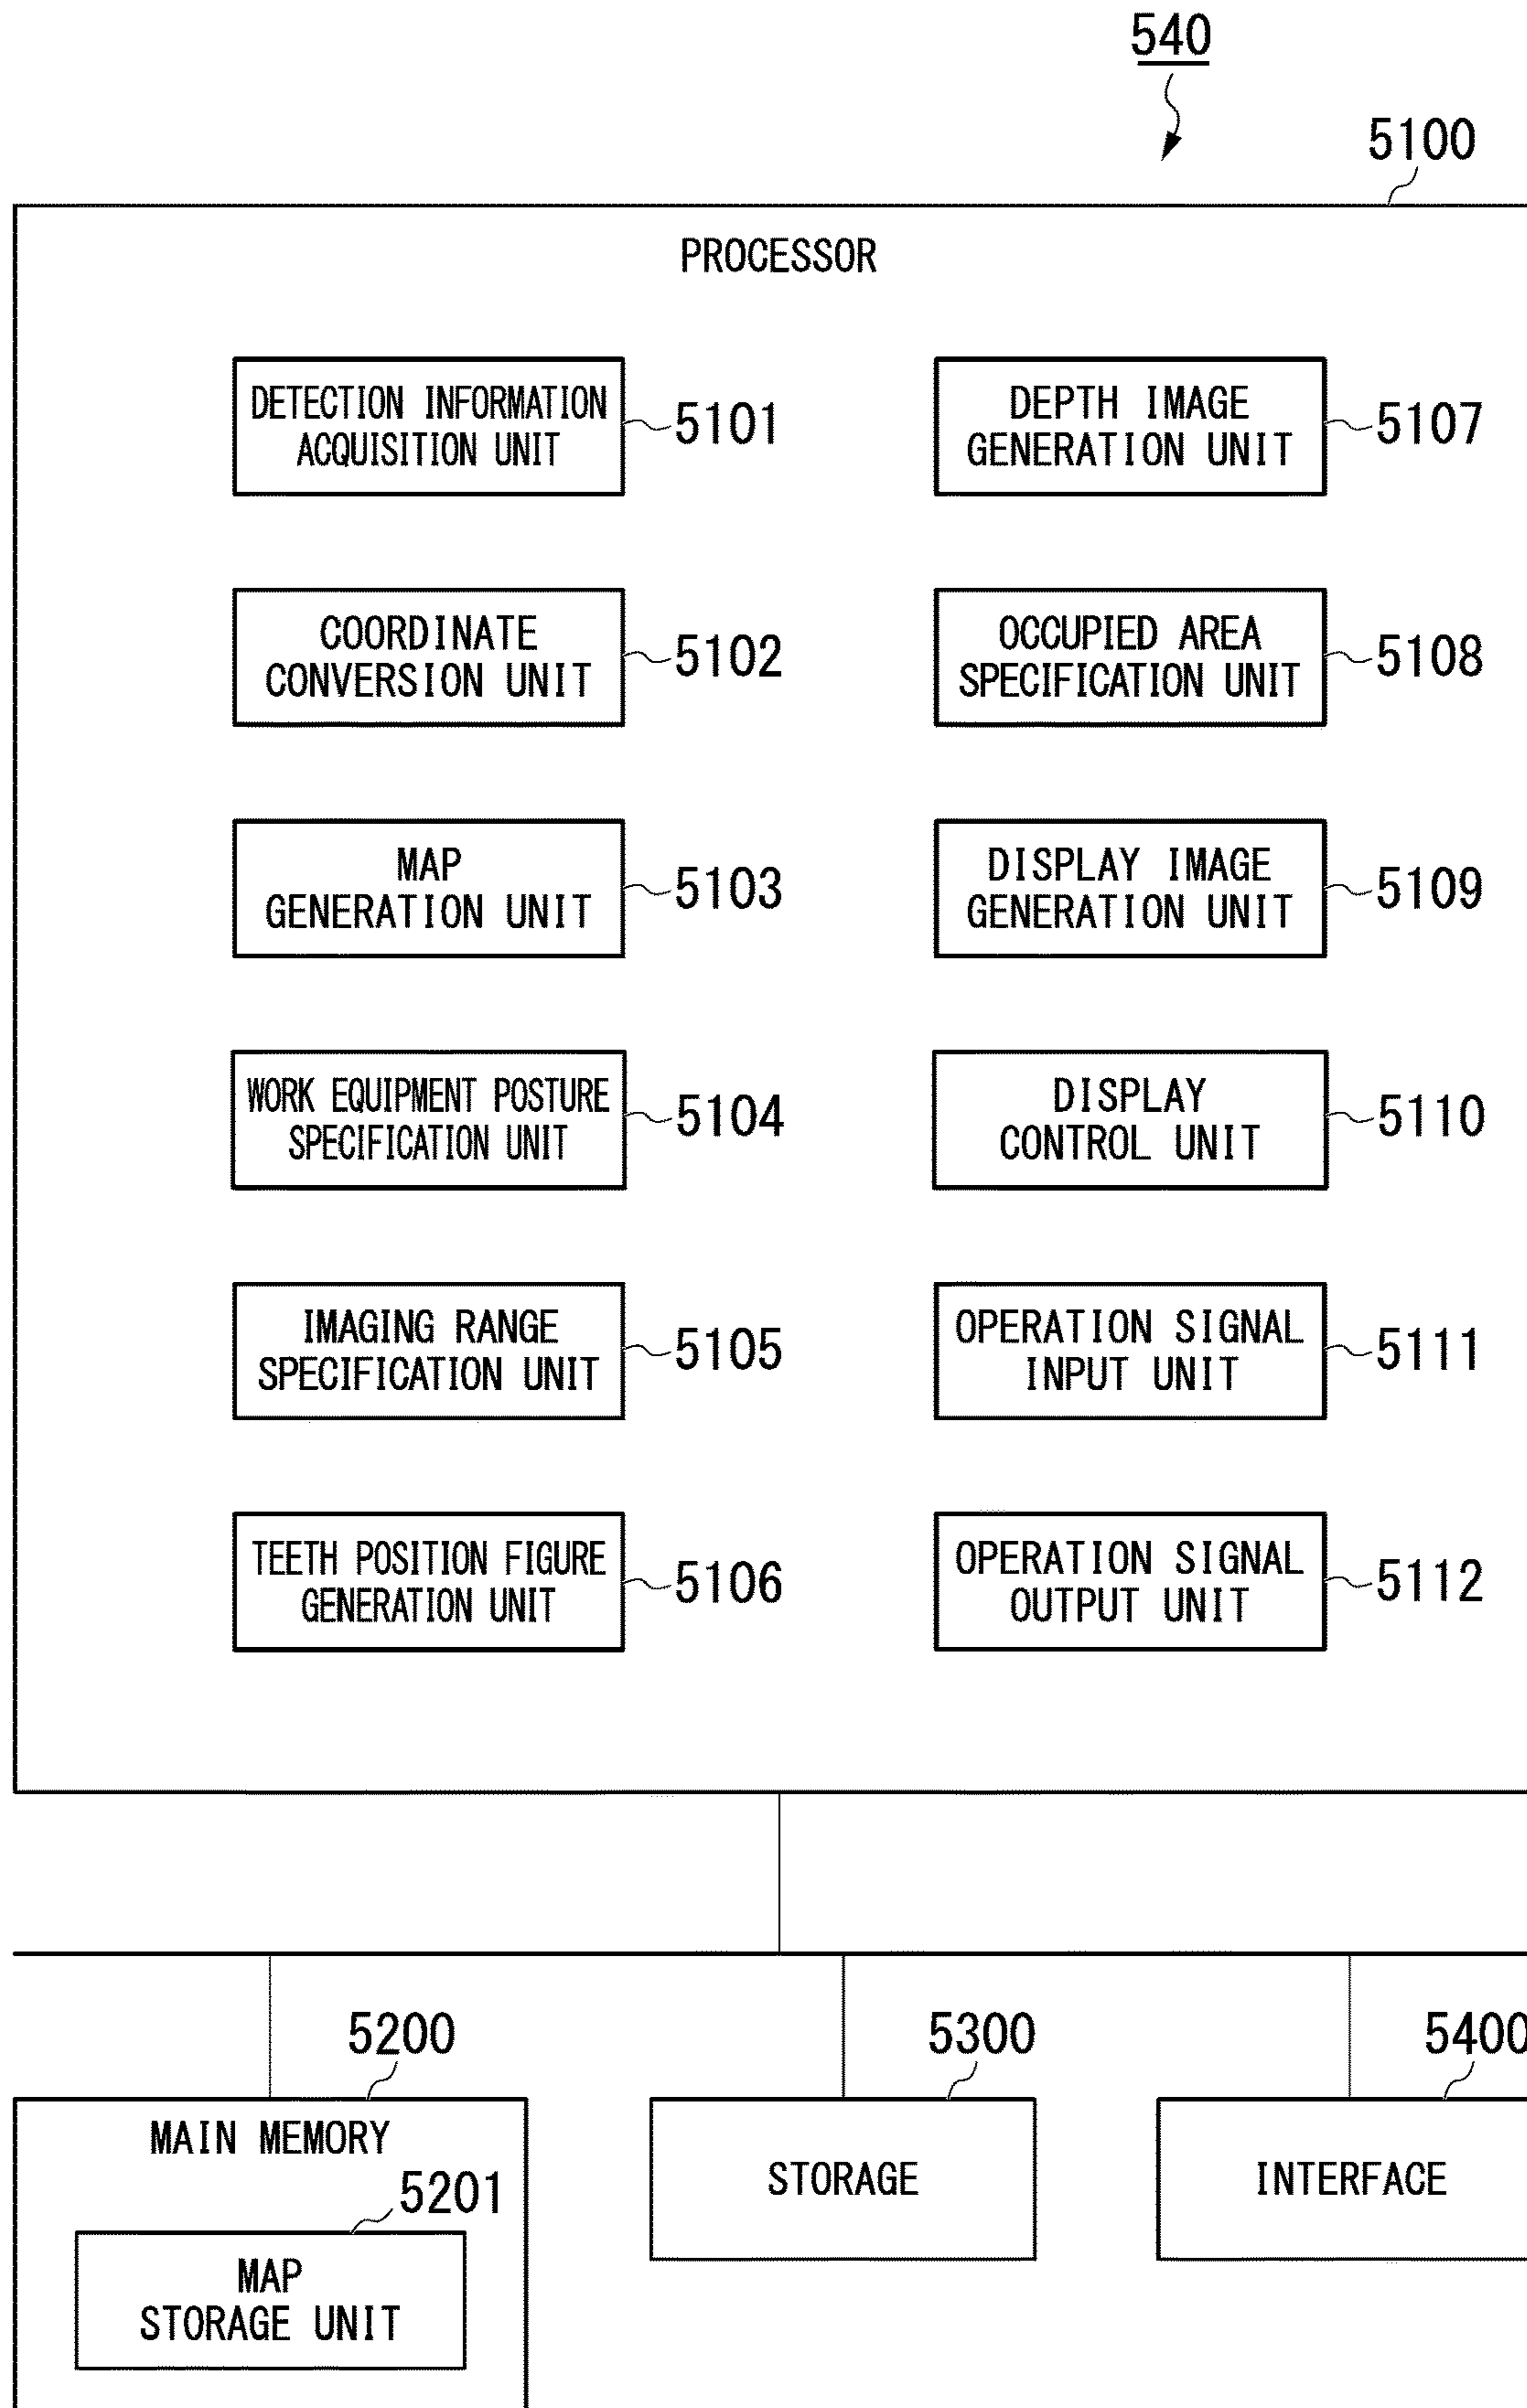 540
5100
PROCESSOR
DETECTION INFORMATION
ACQUISITION UNIT
5101
COORDINATE
CONVERSION UNIT
5102
MAP
GENERATION UNIT
5103
WORK EQUIPMENT POSTURE
SPECIFICATION UNIT
5104
IMAGING RANGE
SPECIFICATION UNIT
5105
TEETH POSITION FIGURE
GENERATION UNIT
5106
DEPTH IMAGE
GENERATION UNIT
5107
OCCUPIED AREA
SPECIFICATION UNIT
5108
DISPLAY IMAGE
GENERATION UNIT
5109
DISPLAY
CONTROL UNIT
5110
OPERATION SIGNAL
INPUT UNIT
5111
OPERATION SIGNAL
OUTPUT UNIT
5112
5200
MAIN MEMORY
5201
MAP
STORAGE UNIT
5300
STORAGE
5400
INTERFACE